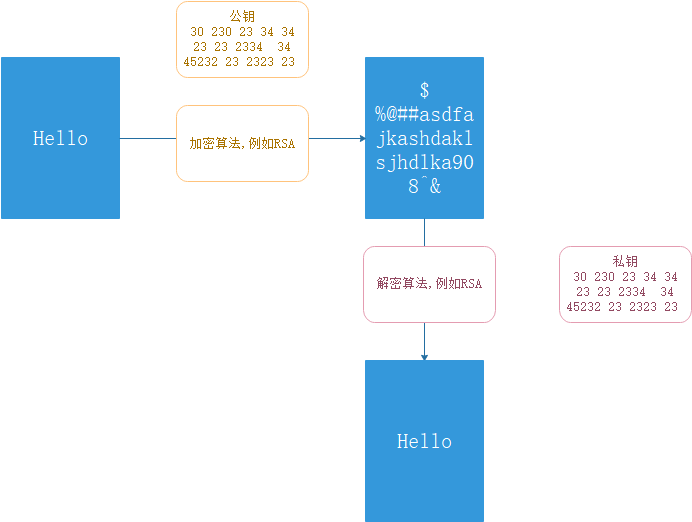 公钥
30 230 23 34 34
23 23 2334 34
45232 23 2323 23
Hello
加密算法,例如RSA
$
%@##asdfa
jkashdakl
sjhdlka90
8^&
解密算法,例如RSA
私钥
30 230 23 34 34
23 23 2334 34
45232 23 2323 23
Hello